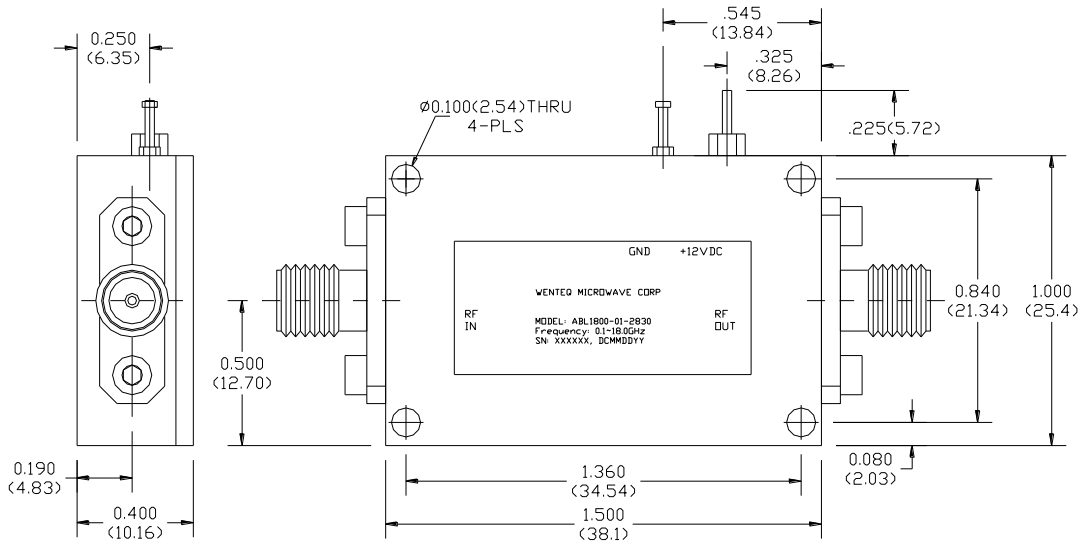 .545
(13.84)
0.250
(6.35)
.325
(8.26)
Ø0.100(2.54)THRU
4-PLS
.225(5.72)
GND +12VDC
WENTEQ MICROWAVE CORP
RF
IN
MODEL: ABL1800-01-2830
Frequency: 0.1~18.0GHz
SN: XXXXXX, DCMMDDYY
RF
OUT
0.840
(21.34)
1.000
(25.4)
0.500
(12.70)
0.190
(4.83)
0.080
(2.03)
1.360
(34.54)
0.400
(10.16)
1.500
(38.1)